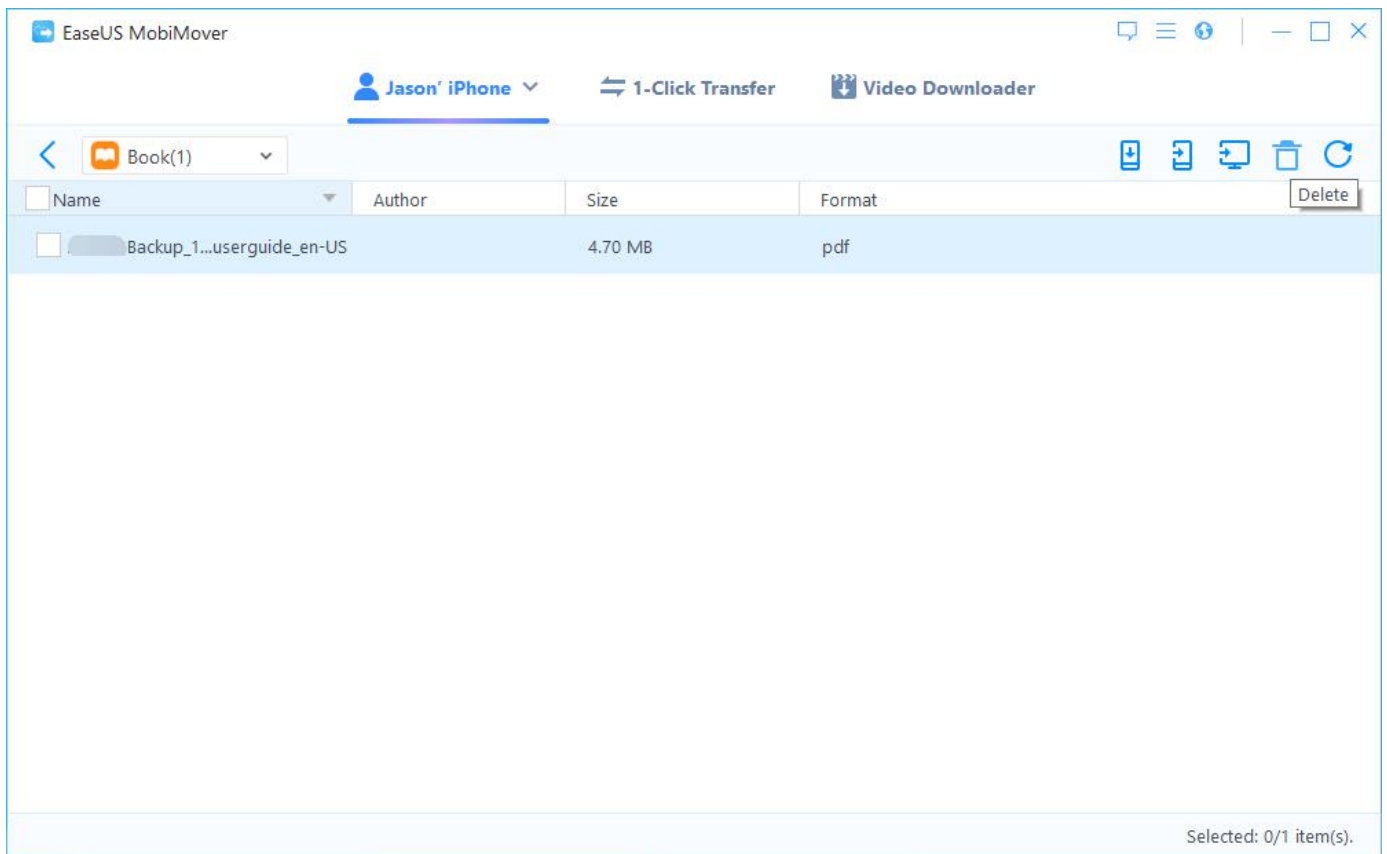 EaseUS MobiMover
Jason' iPhone 1-Click Transfer Video Downloader
Book(1)
Delete
Name Author Size Format
Backup_1...userguide_en-US 4.70 MB pdf
Selected: 0/1 item(s).